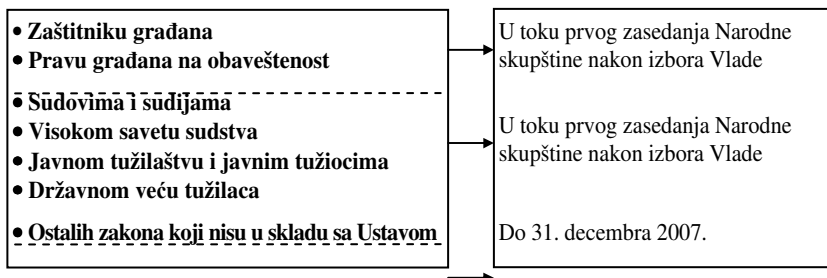 • Zaštitniku građana
• Pravu građana na obaveštenost
• Sudovima i sudijama
• Visokom savetu sudstva
• Javnom tužilaštvu i javnim tužiocima
• Državnom veću tužilaca
• Ostalih zakona koji nisu u skladu sa Ustavom
U toku prvog zasedanja Narodne
skupštine nakon izbora Vlade
U toku prvog zasedanja Narodne
skupštine nakon izbora Vlade
Do 31. decembra 2007.